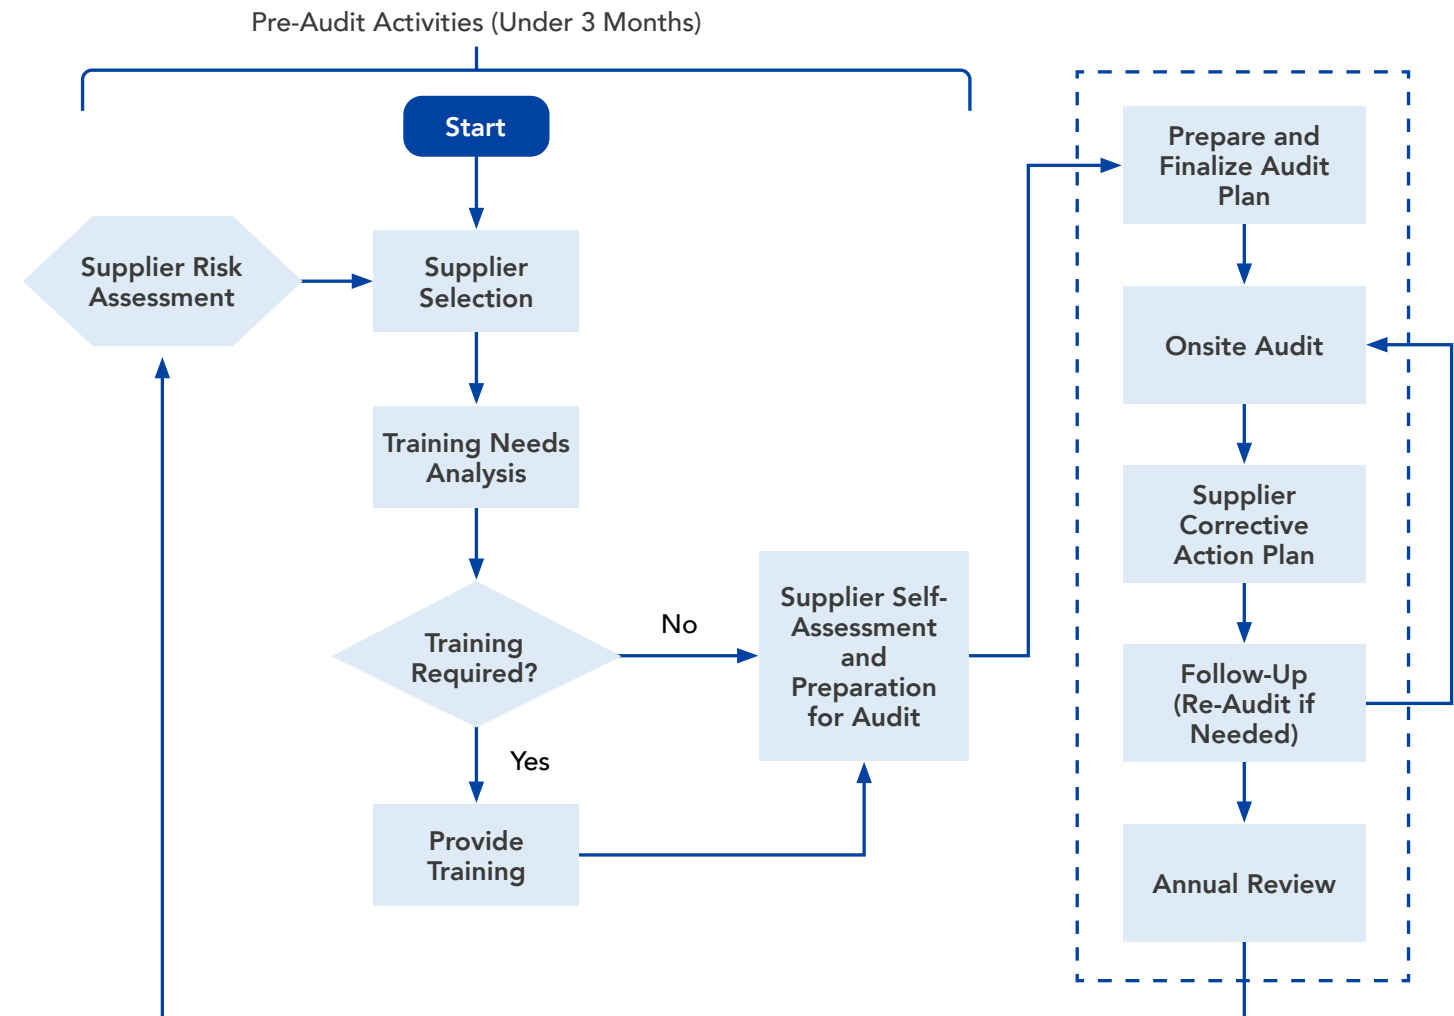 Pre-Audit Activities (Under 3 Months)
Start
Supplier Risk
Assessment
Supplier
Selection
Training Needs
Analysis
Training
Required?
No
Yes
Provide
Training
Supplier Self-
Assessment
and
Preparation
for Audit
Prepare and
Finalize Audit
Plan
Onsite Audit
Supplier
Corrective
Action Plan
Follow-Up
(Re-Audit if
Needed)
Annual Review